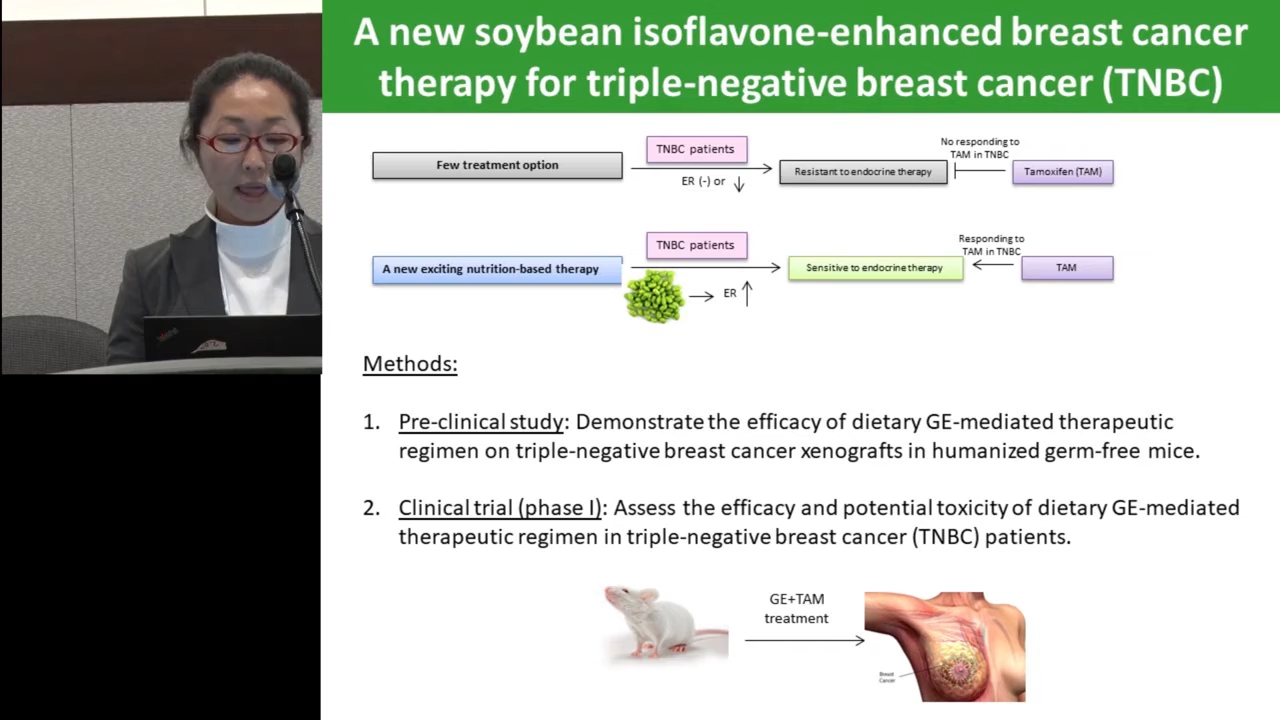 A new soybean isoflavone-enhanced breast cancer
therapy for triple-negative breast cancer (TNBC)
Few treatment option
TNBC patients
ER (-) or
Resistant to endocrine therapy
No responding to
TAM in TNBC
Tamoxifen (TAM)
A new exciting nutrition-based therapy
TNBC patients
ER
Sensitive to endocrine therapy
Responding to
TAM in TNBC
TAM
Methods:
1. Pre-clinical study: Demonstrate the efficacy of dietary GE-mediated therapeutic
regimen on triple-negative breast cancer xenografts in humanized germ-free mice.
2. Clinical trial (phase I): Assess the efficacy and potential toxicity of dietary GE-mediated
therapeutic regimen in triple-negative breast cancer (TNBC) patients.
GE+TAM
treatment
Breast
Cancer